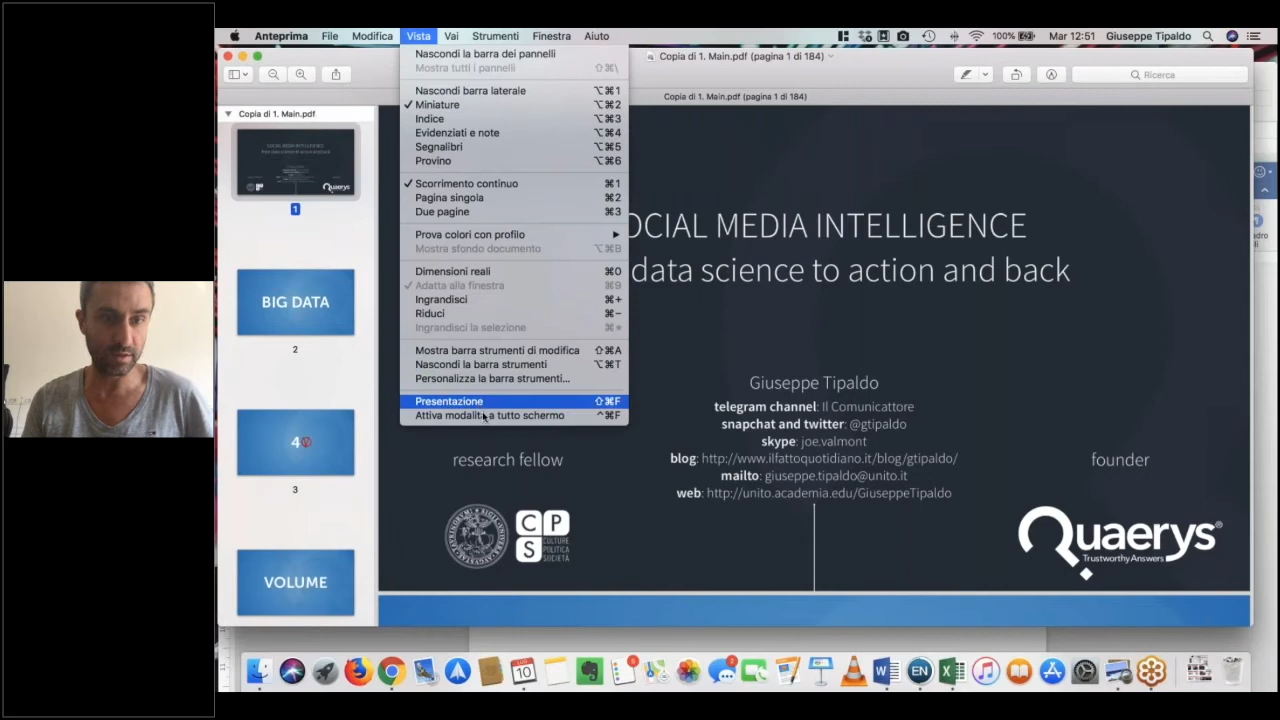 Anteprima File Modifica Vista Vai Strumenti Finestra Aiuto 100% Mar 12:51 Giuseppe Tipaldo
Copia di 1. Main.pdf (pagina 1 di 184)
Ricerca
Copia di 1. Main.pdf (pagina 1 di 184)
Copia di 1. Main.pdf
1
BIG DATA
2
4
3
VOLUME
Nascondi la barra dei pannelli
Mostra tutti i pannelli ⇧⌘\
Nascondi barra laterale ⌥⌘1
✓ Miniature ⌥⌘2
Indice ⌥⌘3
Evidenziati e note ⌥⌘4
Segnalibri ⌥⌘5
Provino ⌥⌘6
✓ Scorrimento continuo ⌘1
Pagina singola ⌘2
Due pagine ⌘3
Prova colori con profilo ▶
Mostra sfondo documento ⌥⌘B
Dimensioni reali ⌘0
✓ Adatta alla finestra ⌘9
Ingrandisci ⌘+
Riduci ⌘−
Ingrandisci la selezione ⌘*
Mostra barra strumenti di modifica ⇧⌘A
Nascondi la barra strumenti ⌥⌘T
Personalizza la barra strumenti...
Presentazione ⇧⌘F
Attiva modalità a tutto schermo ^⌘F
OCIAL MEDIA INTELLIGENCE
data science to action and back
Giuseppe Tipaldo
telegram channel: Il Comunicattore
snapchat and twitter: @gtipaldo
skype: joe.valmont
blog: http://www.ilfattoquotidiano.it/blog/gtipaldo/
mailto: giuseppe.tipaldo@unito.it
web: http://unito.academia.edu/GiuseppeTipaldo
research fellow
founder
CPS
CULTURE
POLITICA
SOCIETÀ
Quaerys®
Trustworthy Answers
LUG
10
EN